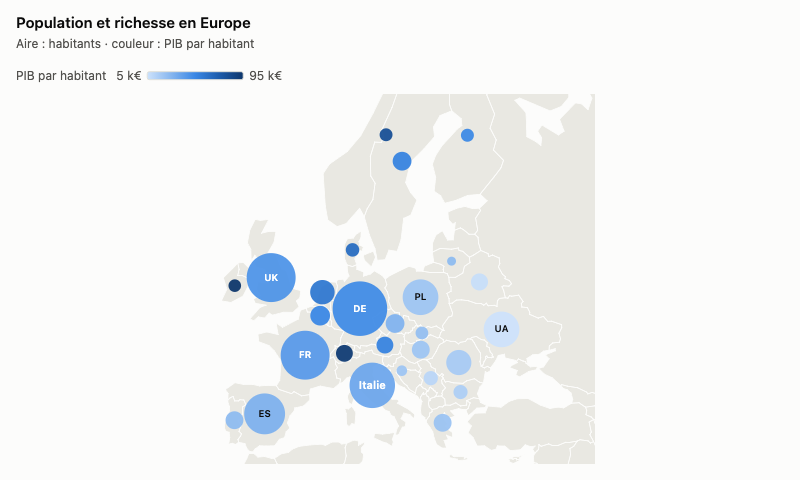 Population et richesse en Europe
Aire : habitants · couleur : PIB par habitant
PIB par habitant 5 k€ 95 k€
UK
PL
DE
UA
FR
Italie
ES